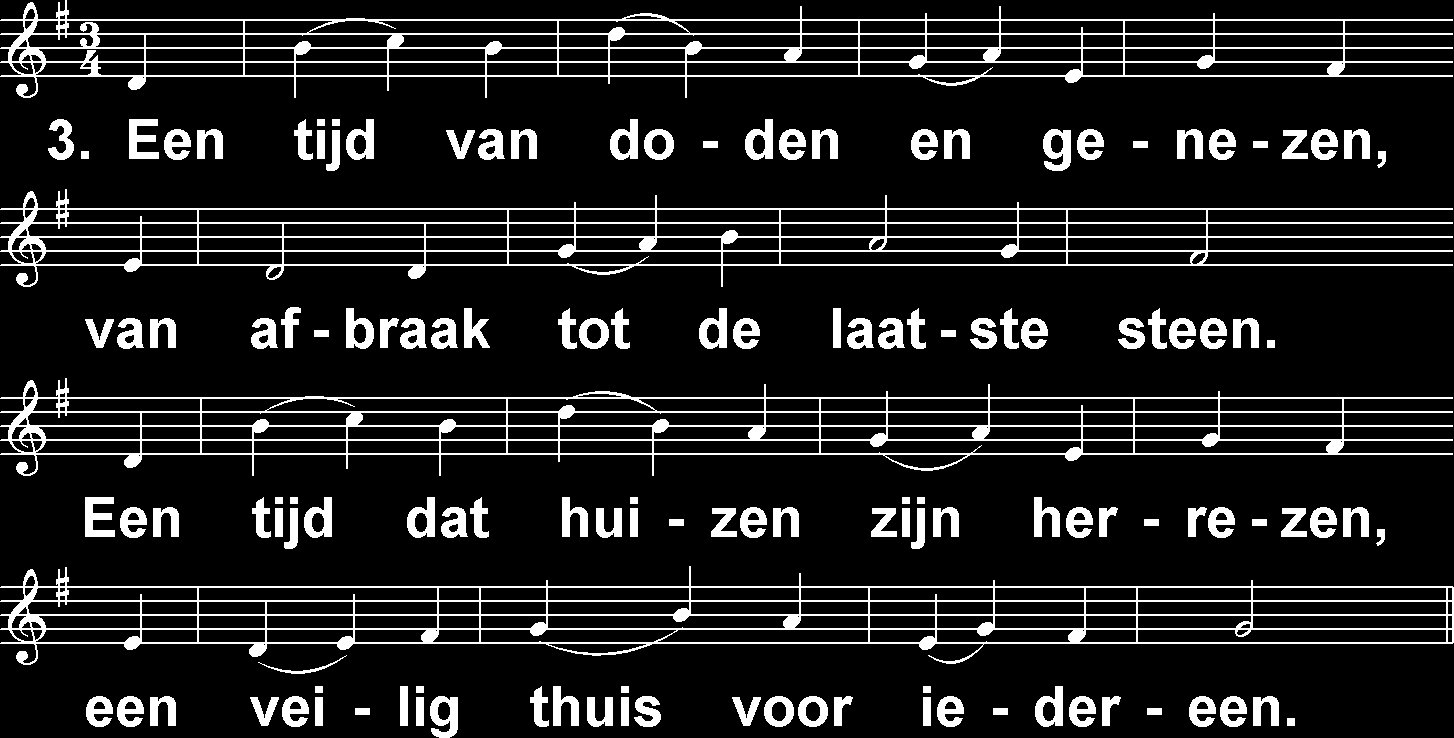 3. Een tijd van do - den en ge - ne - zen,
van af - braak tot de laat - ste steen.
Een tijd dat hui - zen zijn her - re - zen,
een vei - lig thuis voor ie - der - een.